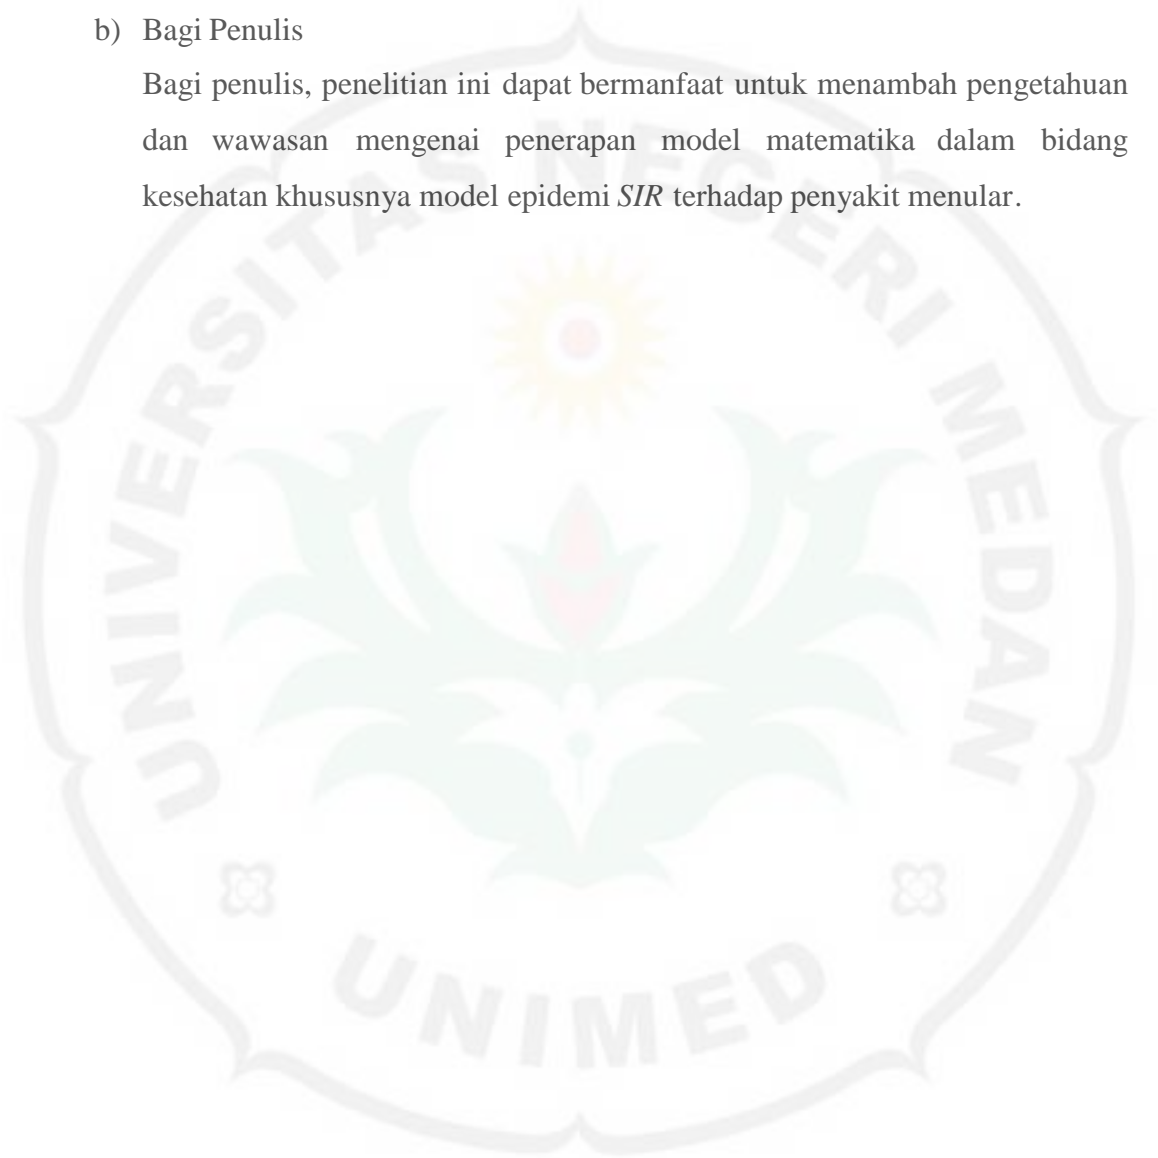 b) Bagi Penulis
Bagi penulis, penelitian ini dapat bermanfaat untuk menambah pengetahuan
dan wawasan mengenai penerapan model matematika dalam bidang
kesehatan khususnya model epidemi SIR terhadap penyakit menular.
UNIVERSITAS NEGERI MEDAN
UNIMED